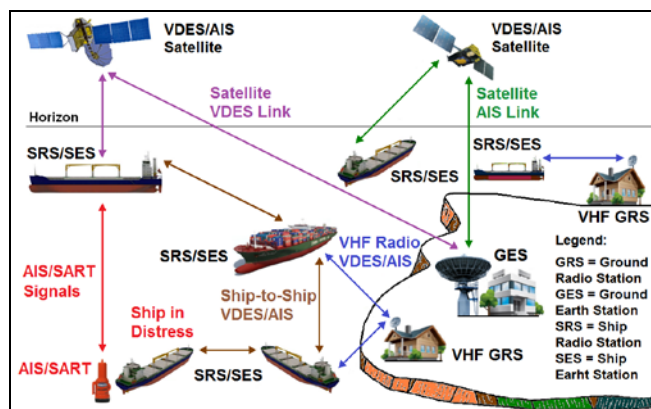 VDES/AIS
Satellite
VDES/AIS
Satellite
Satellite
VDES Link
Satellite
AIS Link
Horizon
SRS/SES
SRS/SES
SRS/SES
VHF GRS
AIS/SART
Signals
SRS/SES
VHF Radio
VDES/AIS
GES
Ship in
Distress
Ship-to-Ship
VDES/AIS
AIS/SART
SRS/SES
VHF GRS
Legend:
GRS = Ground
Radio Station
GES = Ground
Earth Station
SRS = Ship
Radio Station
SES = Ship
Earht Station